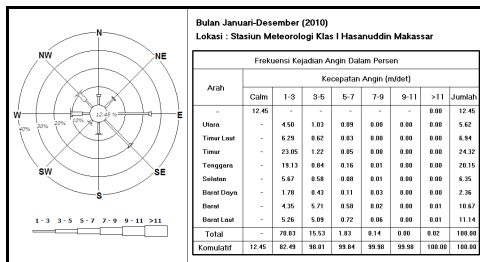 Bulan Januari-Desember (2010)
Lokasi : Stasiun Meteorologi Klas I Hasanuddin Makassar
N
NW
NE
W
E
SW
SE
S
12.45 %
10%
20%
30%
40%
1 - 3 3 - 5 5 - 7 7 - 9 9 - 11 >11
Frekuensi Kejadian Angin Dalam Persen
Arah Kecepatan Angin (m/det)
Calm 1-3 3-5 5-7 7-9 9-11 >11 Jumlah
- 12.45 - - - - - 0.00 12.45
Utara - 4.50 1.03 0.09 0.00 0.00 0.00 5.62
Timur Laut - 6.29 0.62 0.03 0.00 0.00 0.00 6.94
Timur - 23.05 1.22 0.05 0.00 0.00 0.00 24.32
Tenggara - 19.13 0.84 0.16 0.01 0.00 0.00 20.15
Selatan - 5.67 0.58 0.08 0.01 0.00 0.00 6.35
Barat Daya - 1.78 0.43 0.11 0.03 0.00 0.00 2.36
Barat - 4.35 5.71 0.58 0.02 0.00 0.01 10.67
Barat Laut - 5.26 5.09 0.72 0.06 0.00 0.01 11.14
Total - 70.03 15.53 1.83 0.14 0.00 0.02 100.00
Komulatif 12.45 82.49 98.01 99.84 99.98 99.98 100.00 100.00